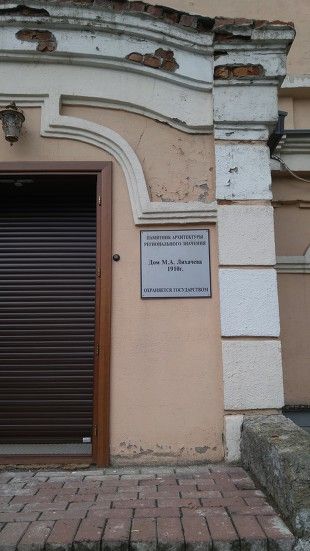 ПАМЯТНИК АРХИТЕКТУРЫ
РЕГИОНАЛЬНОГО ЗНАЧЕНИЯ
Дом М.А. Лихачева
1910г.
ОХРАНЯЕТСЯ ГОСУДАРСТВОМ